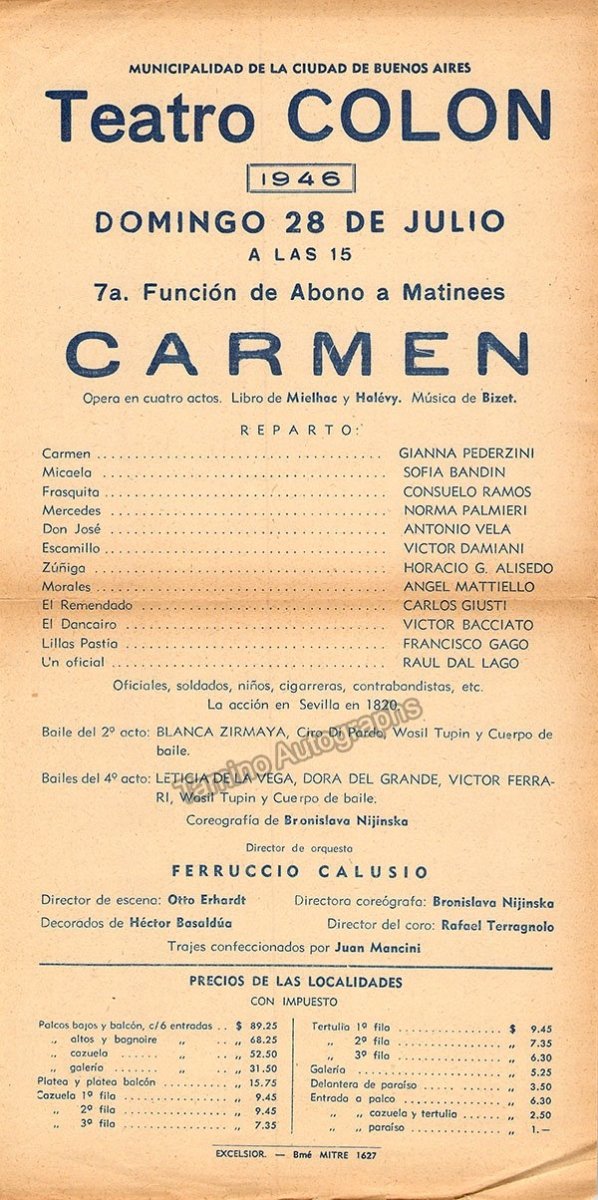 MUNICIPALIDAD DE LA CIUDAD DE BUENOS AIRES
Teatro COLON
1946
DOMINGO 28 DE JULIO
A LAS 15
7a. Función de Abono a Matinees
CARMEN
Opera en cuatro actos. Libro de Mielhac y Halévy. Música de Bizet.
REPARTO:
Carmen ........ GIANNA PEDERZINI
Micaela ........ SOFIA BANDIN
Frasquita ........ CONSUELO RAMOS
Mercedes ........ NORMA PALMIERI
Don José ........ ANTONIO VELA
Escamillo ........ VICTOR DAMIANI
Zúñiga ........ HORACIO G. ALISEDO
Morales ........ ANGEL MATTIELLO
El Remendado ........ CARLOS GIUSTI
El Dancairo ........ VICTOR BACCIATO
Lillas Pastia ........ FRANCISCO GAGO
Un oficial ........ RAUL DAL LAGO
Oficiales, soldados, niños, cigarreras, contrabandistas, etc.
La acción en Sevilla en 1820.
Baile del 2º acto: BLANCA ZIRMAYA, Ciro Di Pardo, Wasil Tupin y Cuerpo de
baile.
Bailes del 4º acto: LETICIA DE LA VEGA, DORA DEL GRANDE, VICTOR FERRA-
RI, Wasil Tupin y Cuerpo de baile.
Tamino Autographs
Coreografía de Bronislava Nijinska
Director de orquesta
FERRUCCIO CALUSIO
Director de escena: Otto Erhardt Directora coreógrafa: Bronislava Nijinska
Decorados de Héctor Basaldúa Director del coro: Rafael Terragnolo
Trajes confeccionados por Juan Mancini
PRECIOS DE LAS LOCALIDADES
CON IMPUESTO
Palcos bajos y balcón, c/6 entradas .. $ 89.25
,, altos y bagnoire ,, .. ,, 68.25
,, cazuela ...... ,, .. ,, 52.50
,, galería ...... ,, .. ,, 31.50
Platea y platea balcón ........ ,, 15.75
Cazuela 1º fila ........ ,, 9.45
,, 2º fila ........ ,, 9.45
,, 3º fila ........ ,, 7.35
Tertulia 1º fila ........ $ 9.45
,, 2º fila ........ ,, 7.35
,, 3º fila ........ ,, 6.30
Galería ........ ,, 5.25
Delantera de paraíso ........ ,, 3.50
Entrada a palco ........ ,, 6.30
,, ,, cazuela y tertulia .. ,, 2.50
,, ,, paraíso ........ ,, 1.—
EXCELSIOR. — Bmé MITRE 1627